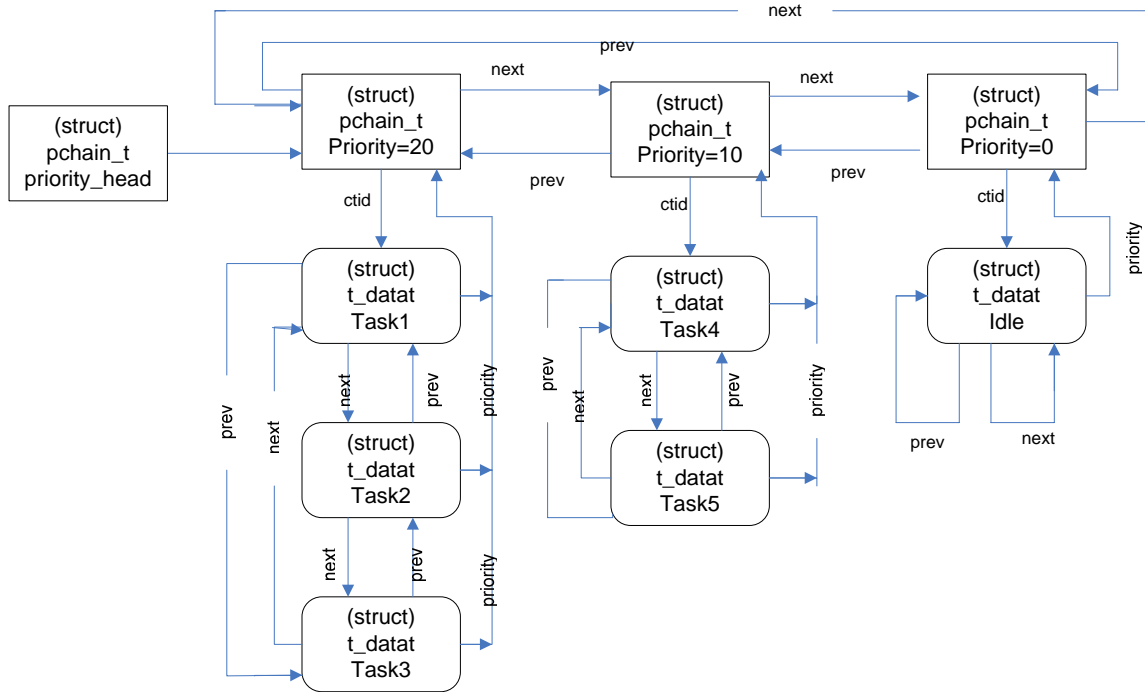 next
prev
next
next
(struct)
pchain_t
priority_head
(struct)
pchain_t
Priority=20
(struct)
pchain_t
Priority=10
(struct)
pchain_t
Priority=0
prev
prev
ctid
ctid
ctid
(struct)
t_datat
Task1
(struct)
t_datat
Task4
(struct)
t_datat
Idle
priority
prev
next
next
prev
priority
prev
next
next
prev
priority
prev
next
(struct)
t_datat
Task2
(struct)
t_datat
Task5
next
prev
priority
(struct)
t_datat
Task3